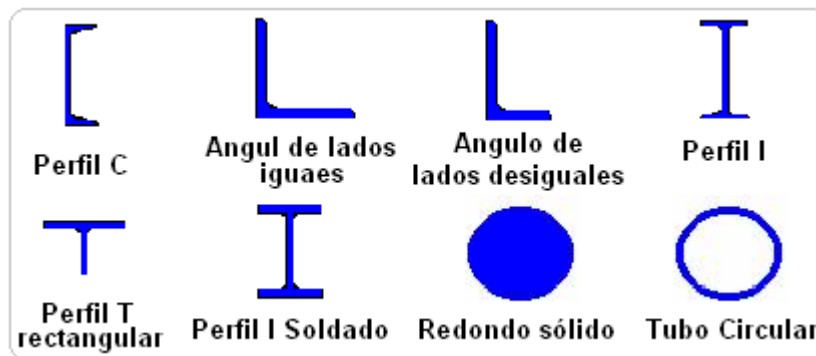 Perfil C
Angul de lados
iguaes
Angulo de
lados desiguales
Perfil I
Perfil T
rectangular
Perfil I Soldado
Redondo sólido
Tubo Circular